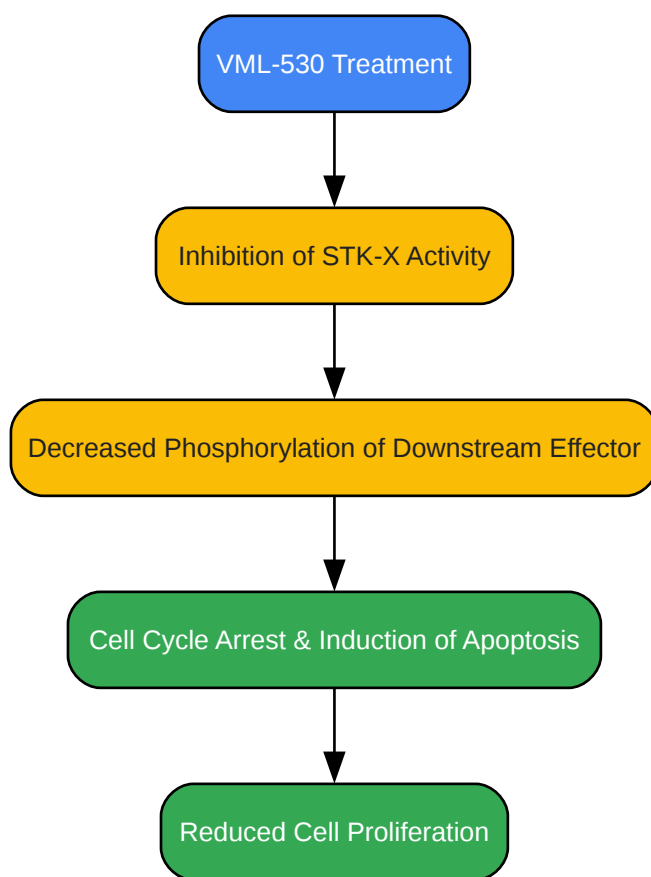 VML-530 Treatment
Inhibition of STK-X Activity
Decreased Phosphorylation of Downstream Effector
Cell Cycle Arrest & Induction of Apoptosis
Reduced Cell Proliferation